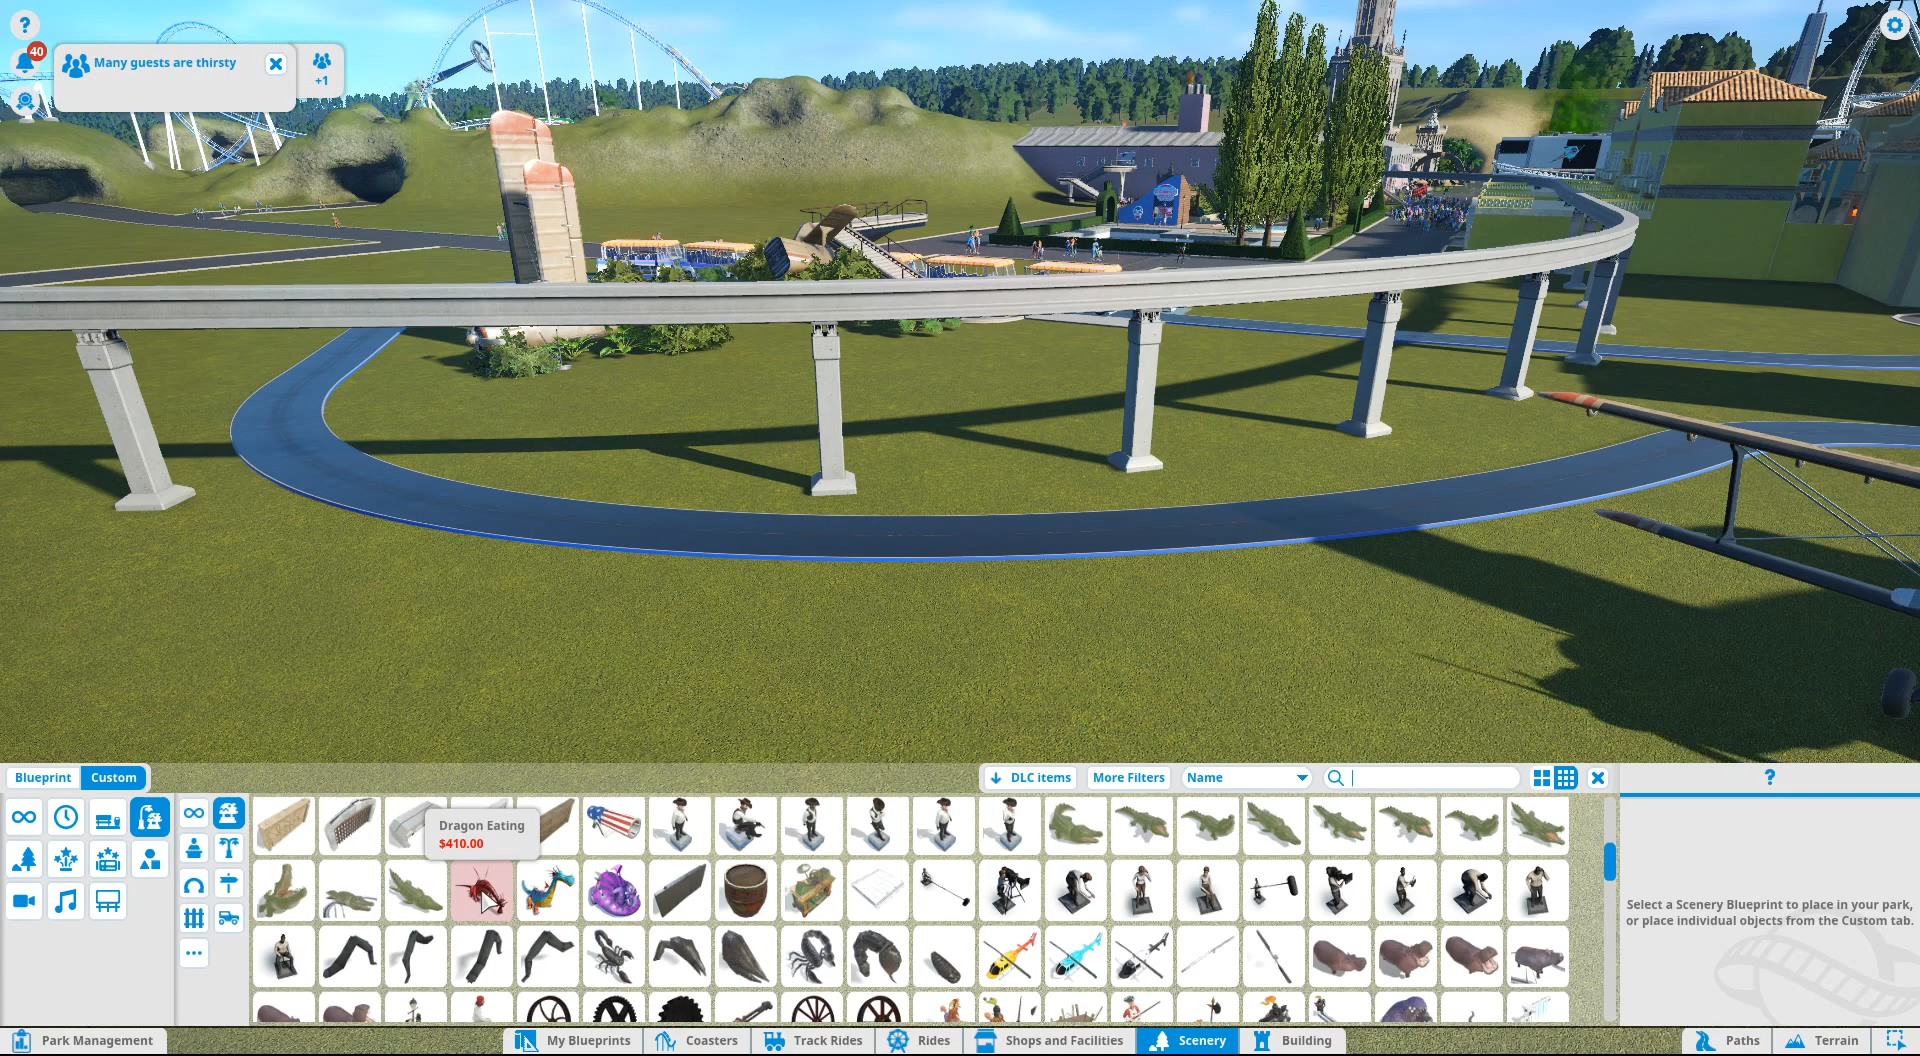 ?
40
Many guests are thirsty
+1
Blueprint
Custom
DLC items
More Filters
Name
?
Dragon Eating
$410.00
Select a Scenery Blueprint to place in your park,
or place individual objects from the Custom tab.
Park Management
My Blueprints
Coasters
Track Rides
Rides
Shops and Facilities
Scenery
Building
Paths
Terrain